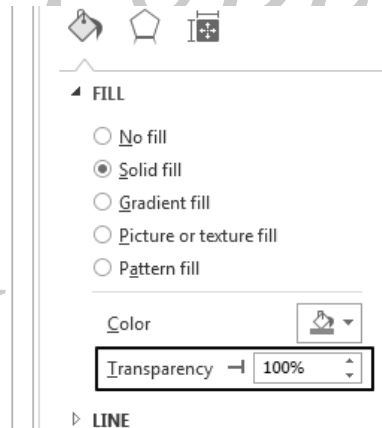 FILL
No fill
Solid fill
Gradient fill
Picture or texture fill
Pattern fill
Color
Transparency 100%
LINE